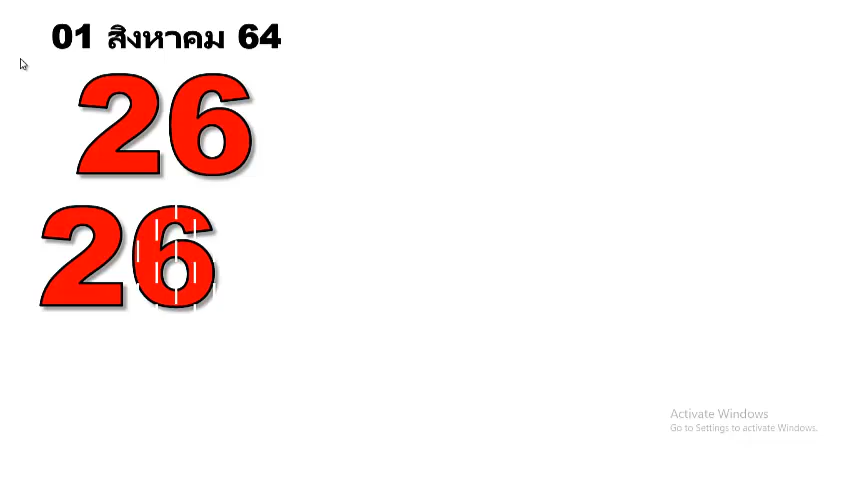 01 สิงหาคม 64
26
26
Activate Windows
Go to Settings to activate Windows.